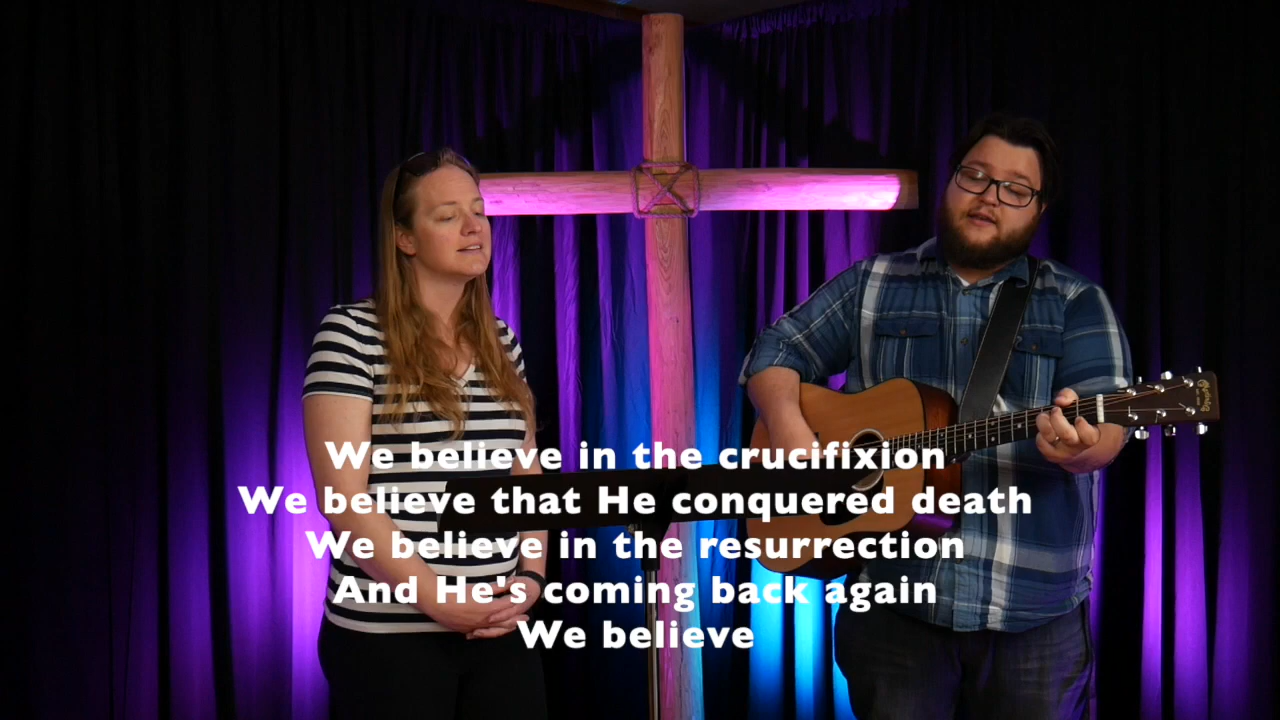 We believe in the crucifixion
We believe that He conquered death
We believe in the resurrection
And He's coming back again
We believe